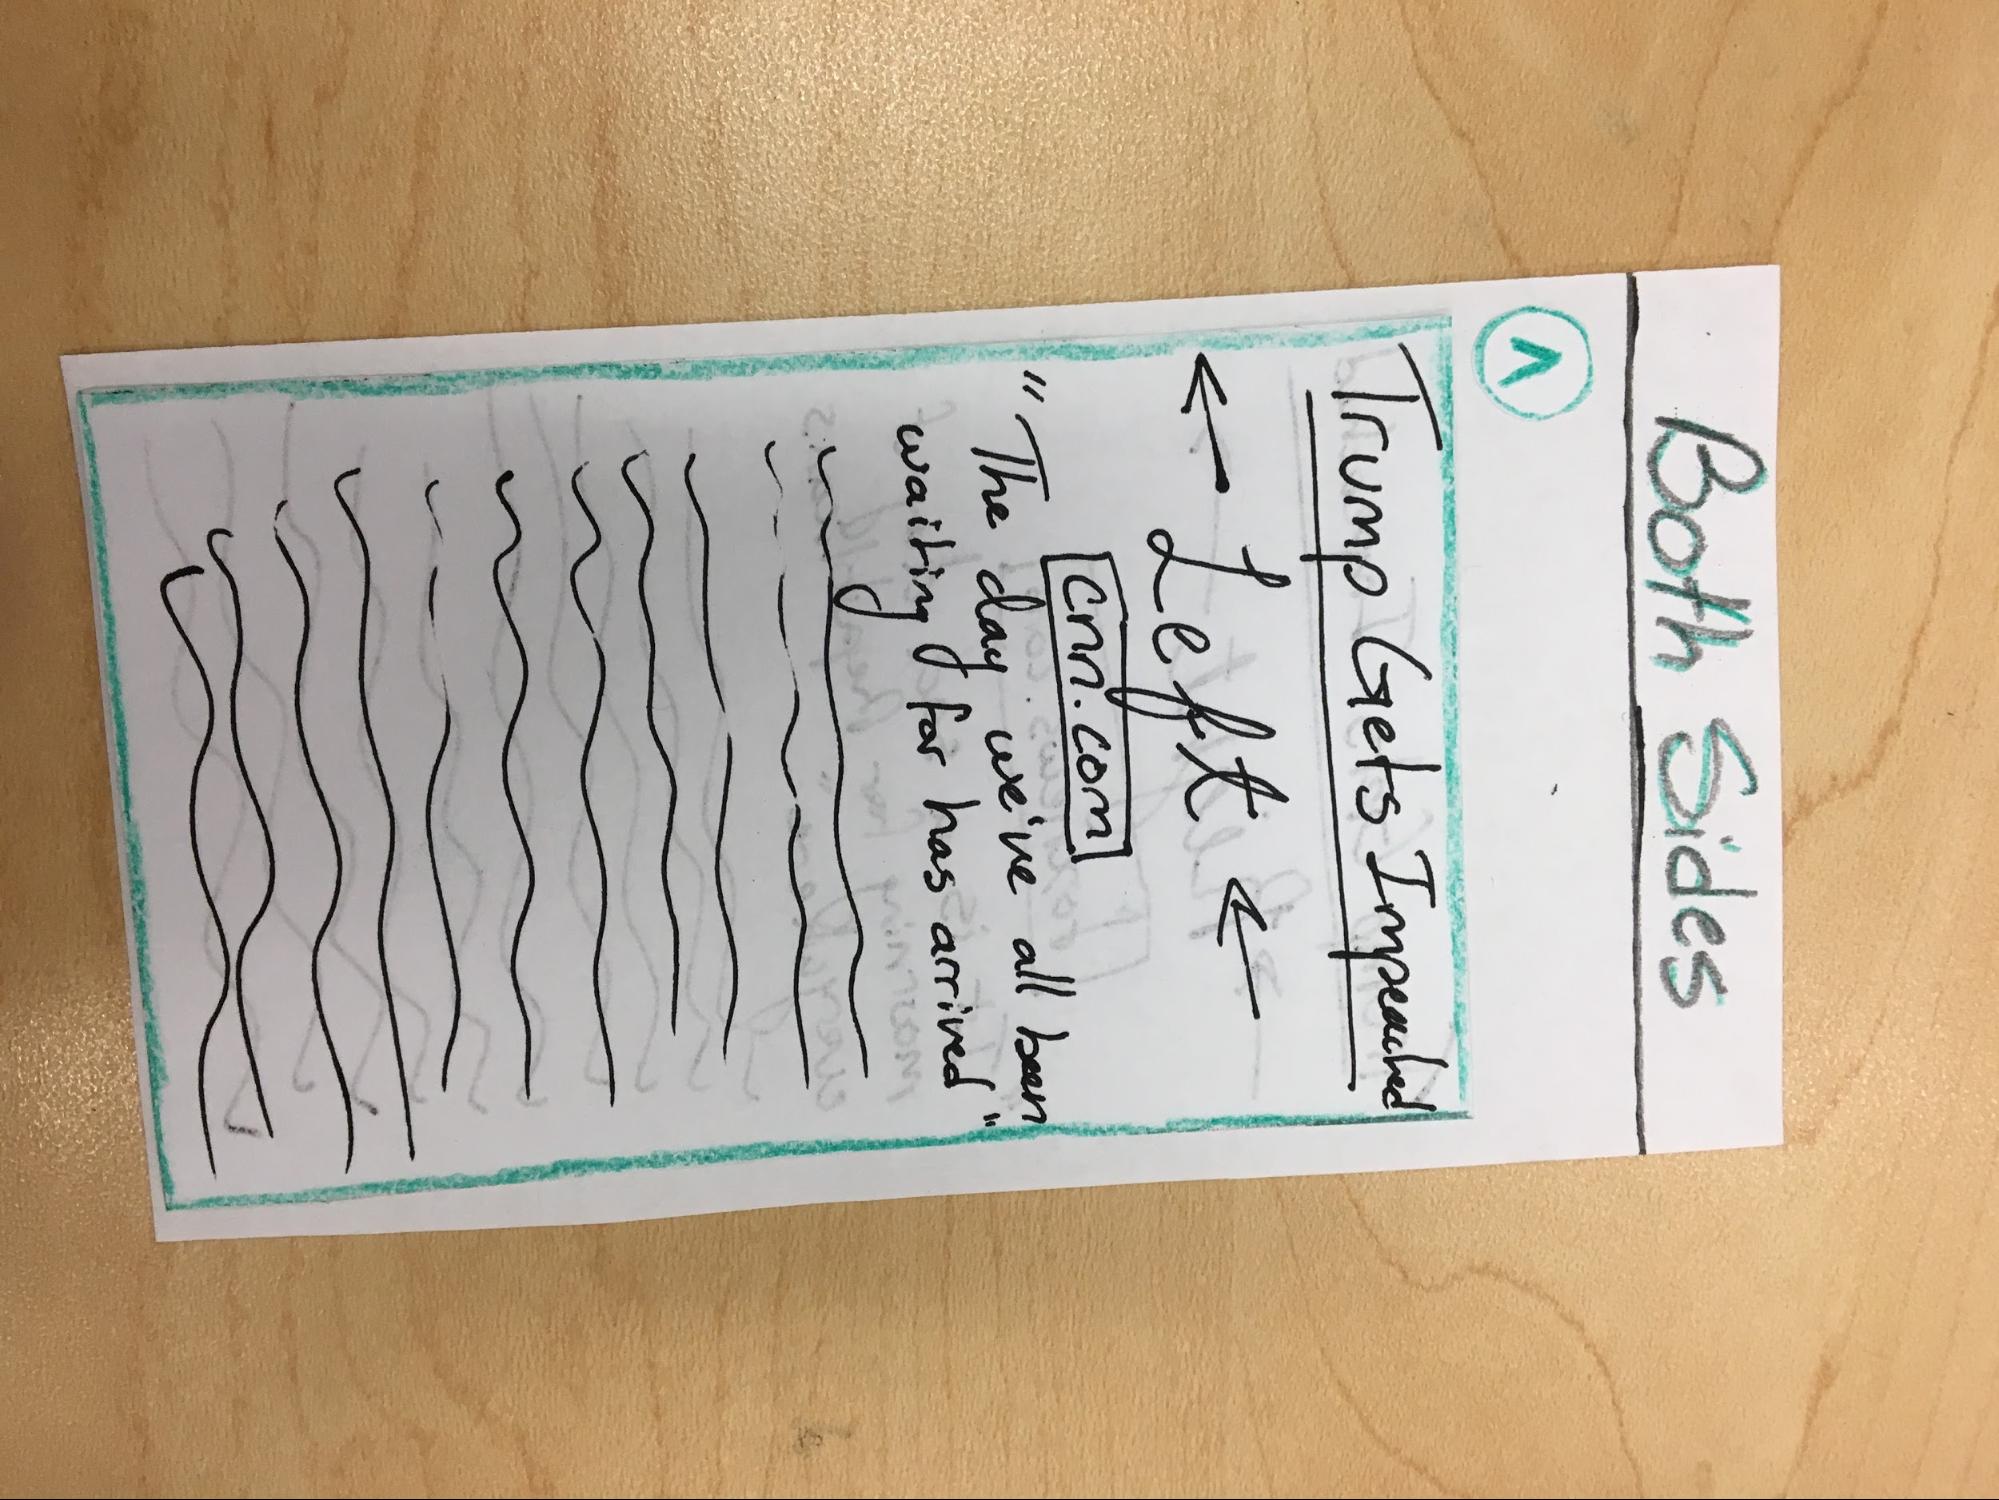 Both Sides
Trump Gets Impeached
Left
cnn.com
"The day we've all been
waiting for has arrived"